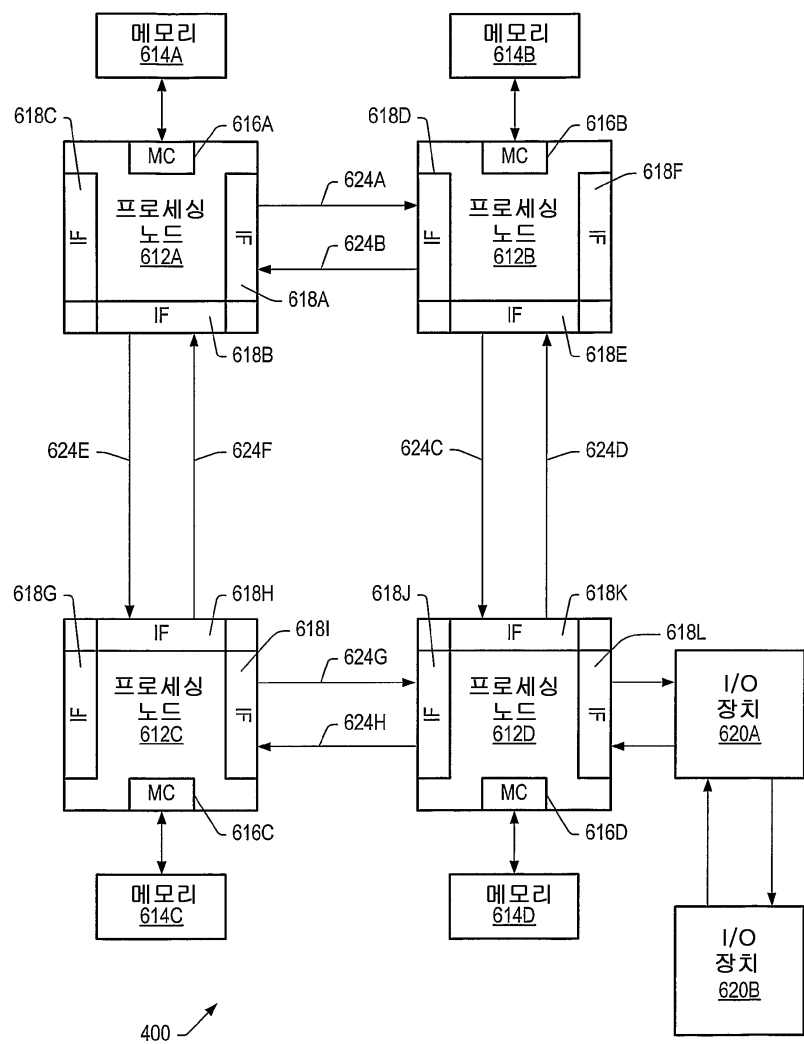 메모리
614A
메모리
614B
618C
616A
618D
616B
MC
MC
618F
624A
프로세싱
노드
612A
프로세싱
노드
612B
IF
IF
IF
IF
624B
618A
IF
IF
618B
618E
624E
624F
624C
624D
618G
618H
618J
618K
IF
618I
IF
618L
624G
프로세싱
노드
612C
프로세싱
노드
612D
I/O
장치
620A
IF
IF
IF
IF
624H
MC
MC
616C
616D
메모리
614C
메모리
614D
I/O
장치
620B
400